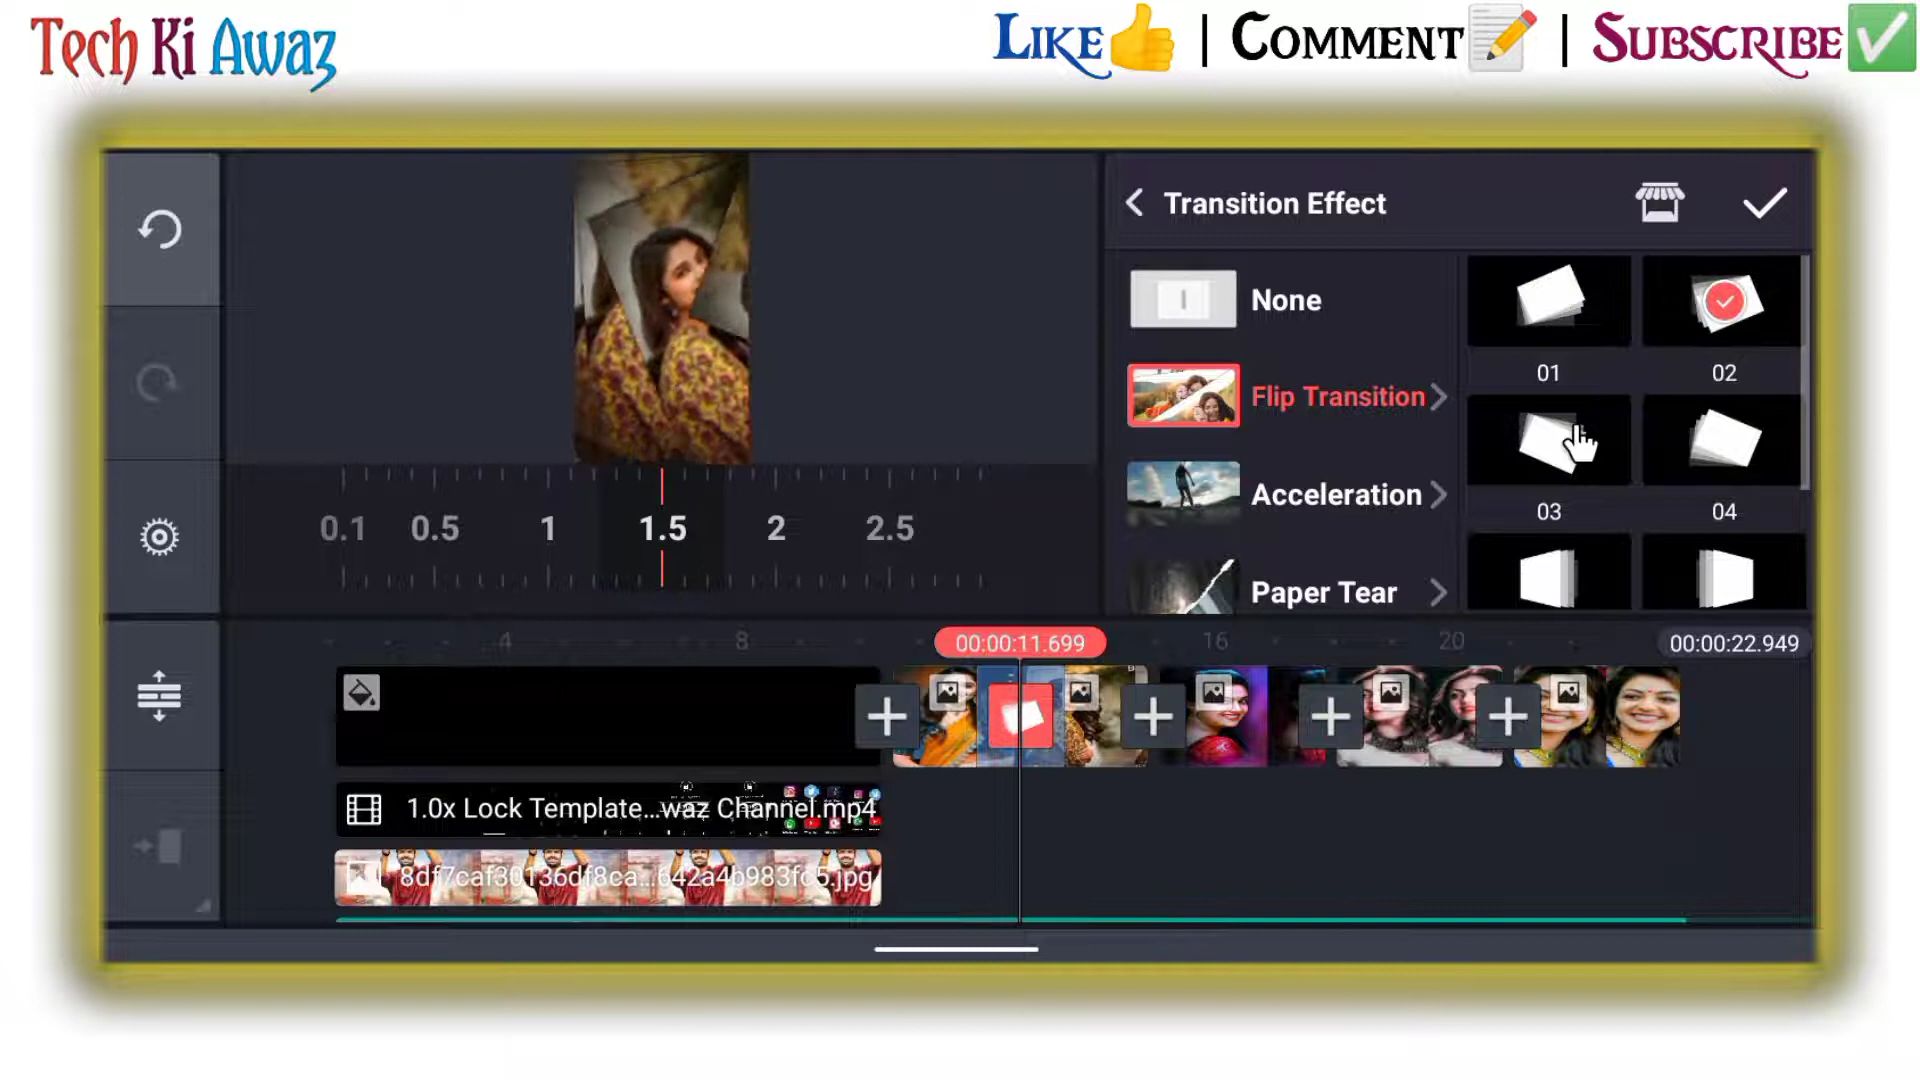 Tech Ki Awaz
Like👍 | Comment📝 | Subscribe✅
Transition Effect
None
Flip Transition
Acceleration
Paper Tear
01
02
03
04
0.1 0.5 1 1.5 2 2.5
4 8 00:00:11.699 16 20 00:00:22.949
1.0x Lock Template...waz Channel.mp4
8df7caf30136df8ea...642a4b983fc5.jpg